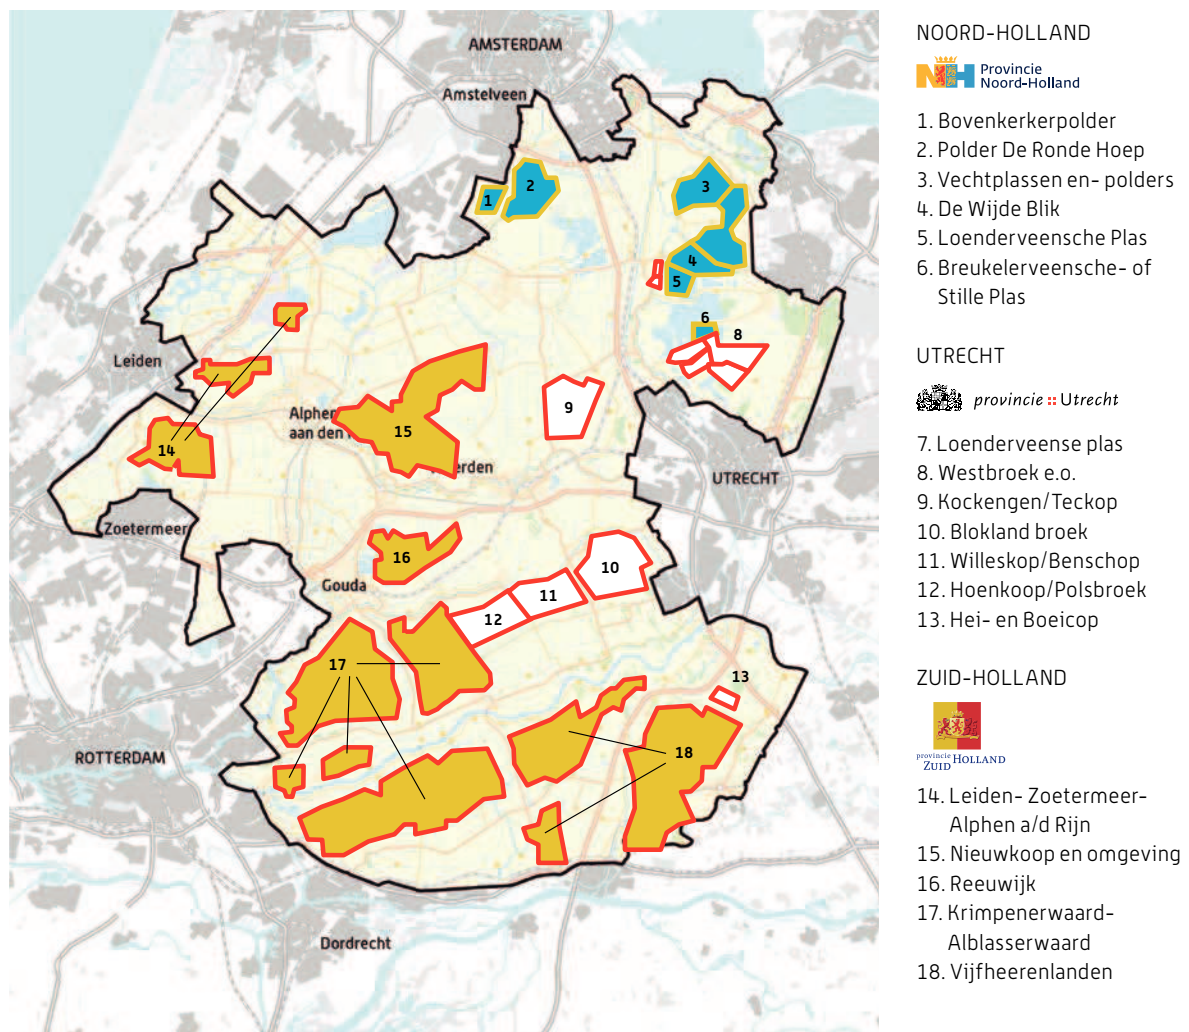 AMSTERDAM
Amstelveen
Leiden
Alphen
aan den
erden
UTRECHT
Zoetermeer
Gouda
ROTTERDAM
Dordrecht
1
2
3
4
5
6
8
9
14
15
16
10
11
12
17
13
18
NOORD-HOLLAND
NH Provincie
Noord-Holland
1. Bovenkerkerpolder
2. Polder De Ronde Hoep
3. Vechtplassen en- polders
4. De Wijde Blik
5. Loenderveensche Plas
6. Breukelerveensche- of
Stille Plas
UTRECHT
provincie :: Utrecht
7. Loenderveense plas
8. Westbroek e.o.
9. Kockengen/Teckop
10. Blokland broek
11. Willeskop/Benschop
12. Hoenkoop/Polsbroek
13. Hei- en Boeicop
ZUID-HOLLAND
provincie
ZUID HOLLAND
14. Leiden- Zoetermeer-
Alphen a/d Rijn
15. Nieuwkoop en omgeving
16. Reeuwijk
17. Krimpenerwaard-
Alblasserwaard
18. Vijfheerenlanden